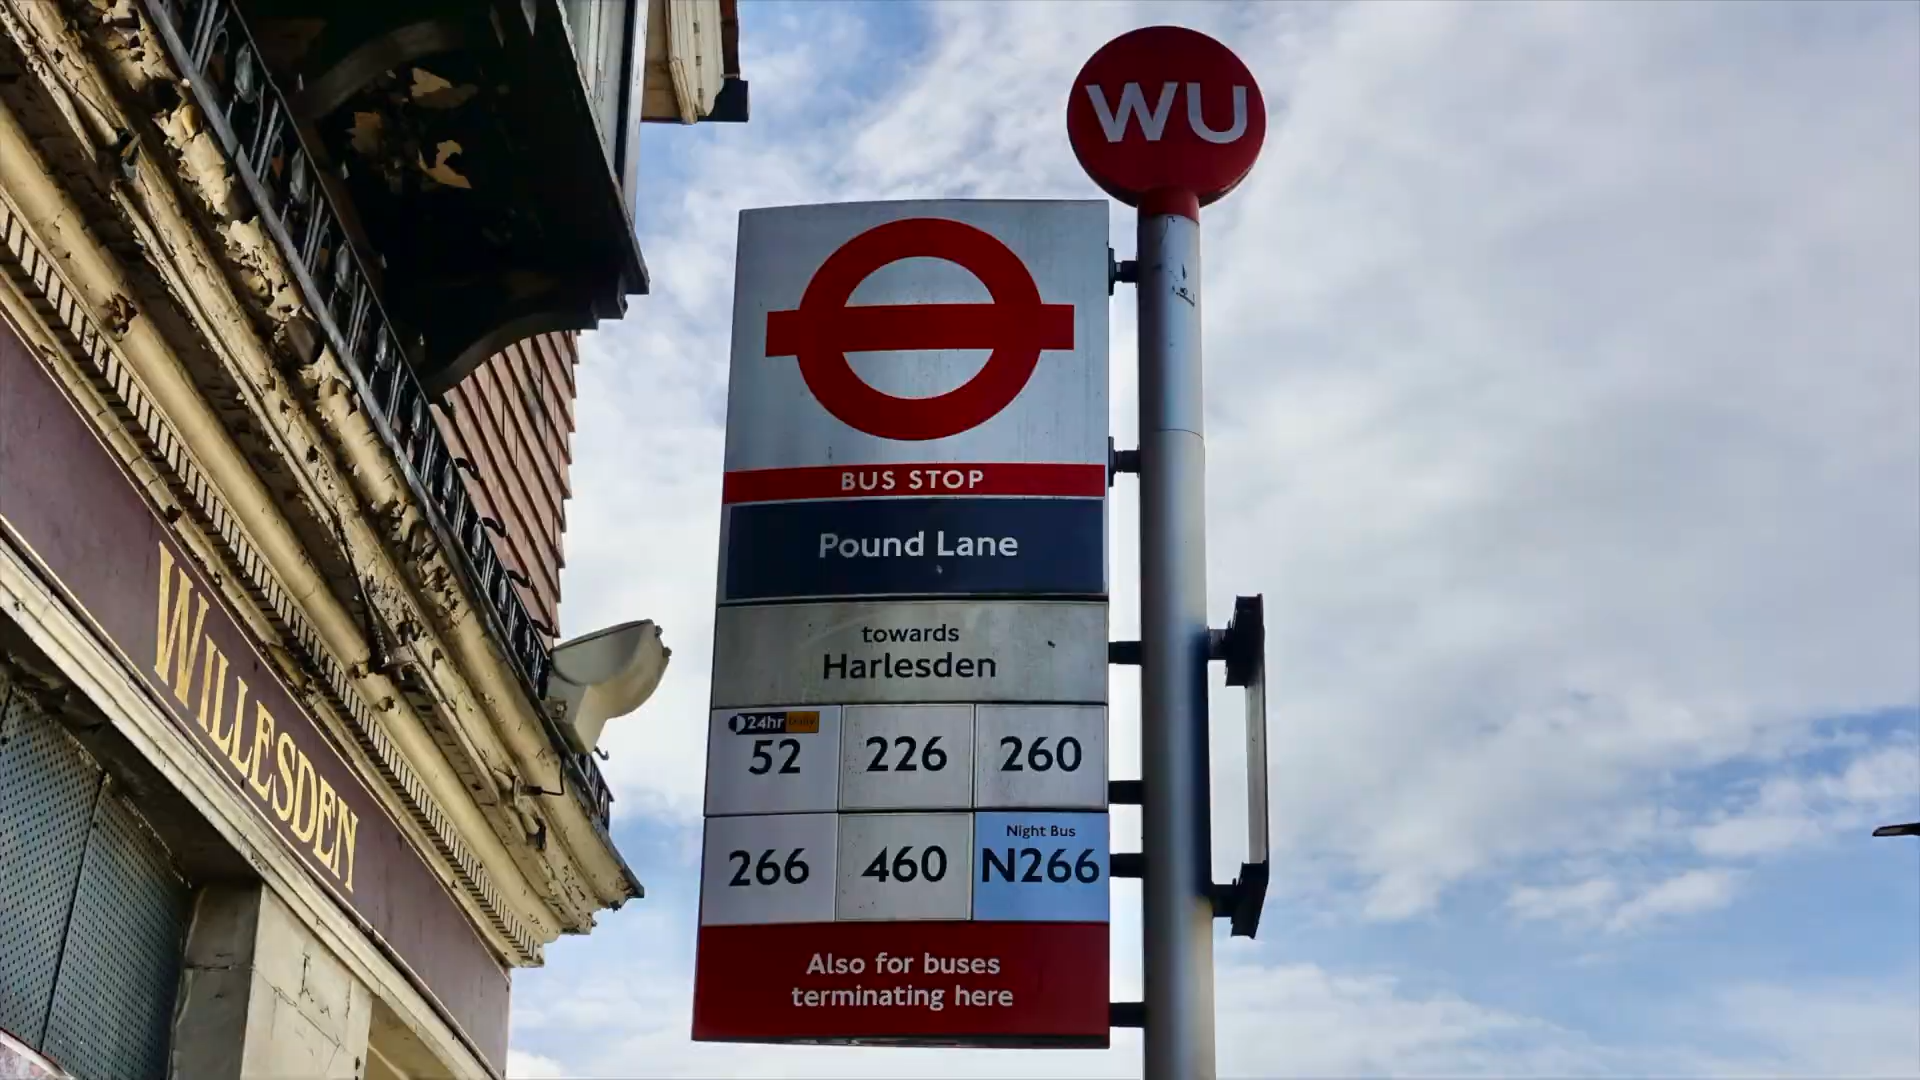 WU
BUS STOP
Pound Lane
towards
Harlesden
24hr Daily
52
226
260
266
460
Night Bus
N266
Also for buses
terminating here
WILLESDEN